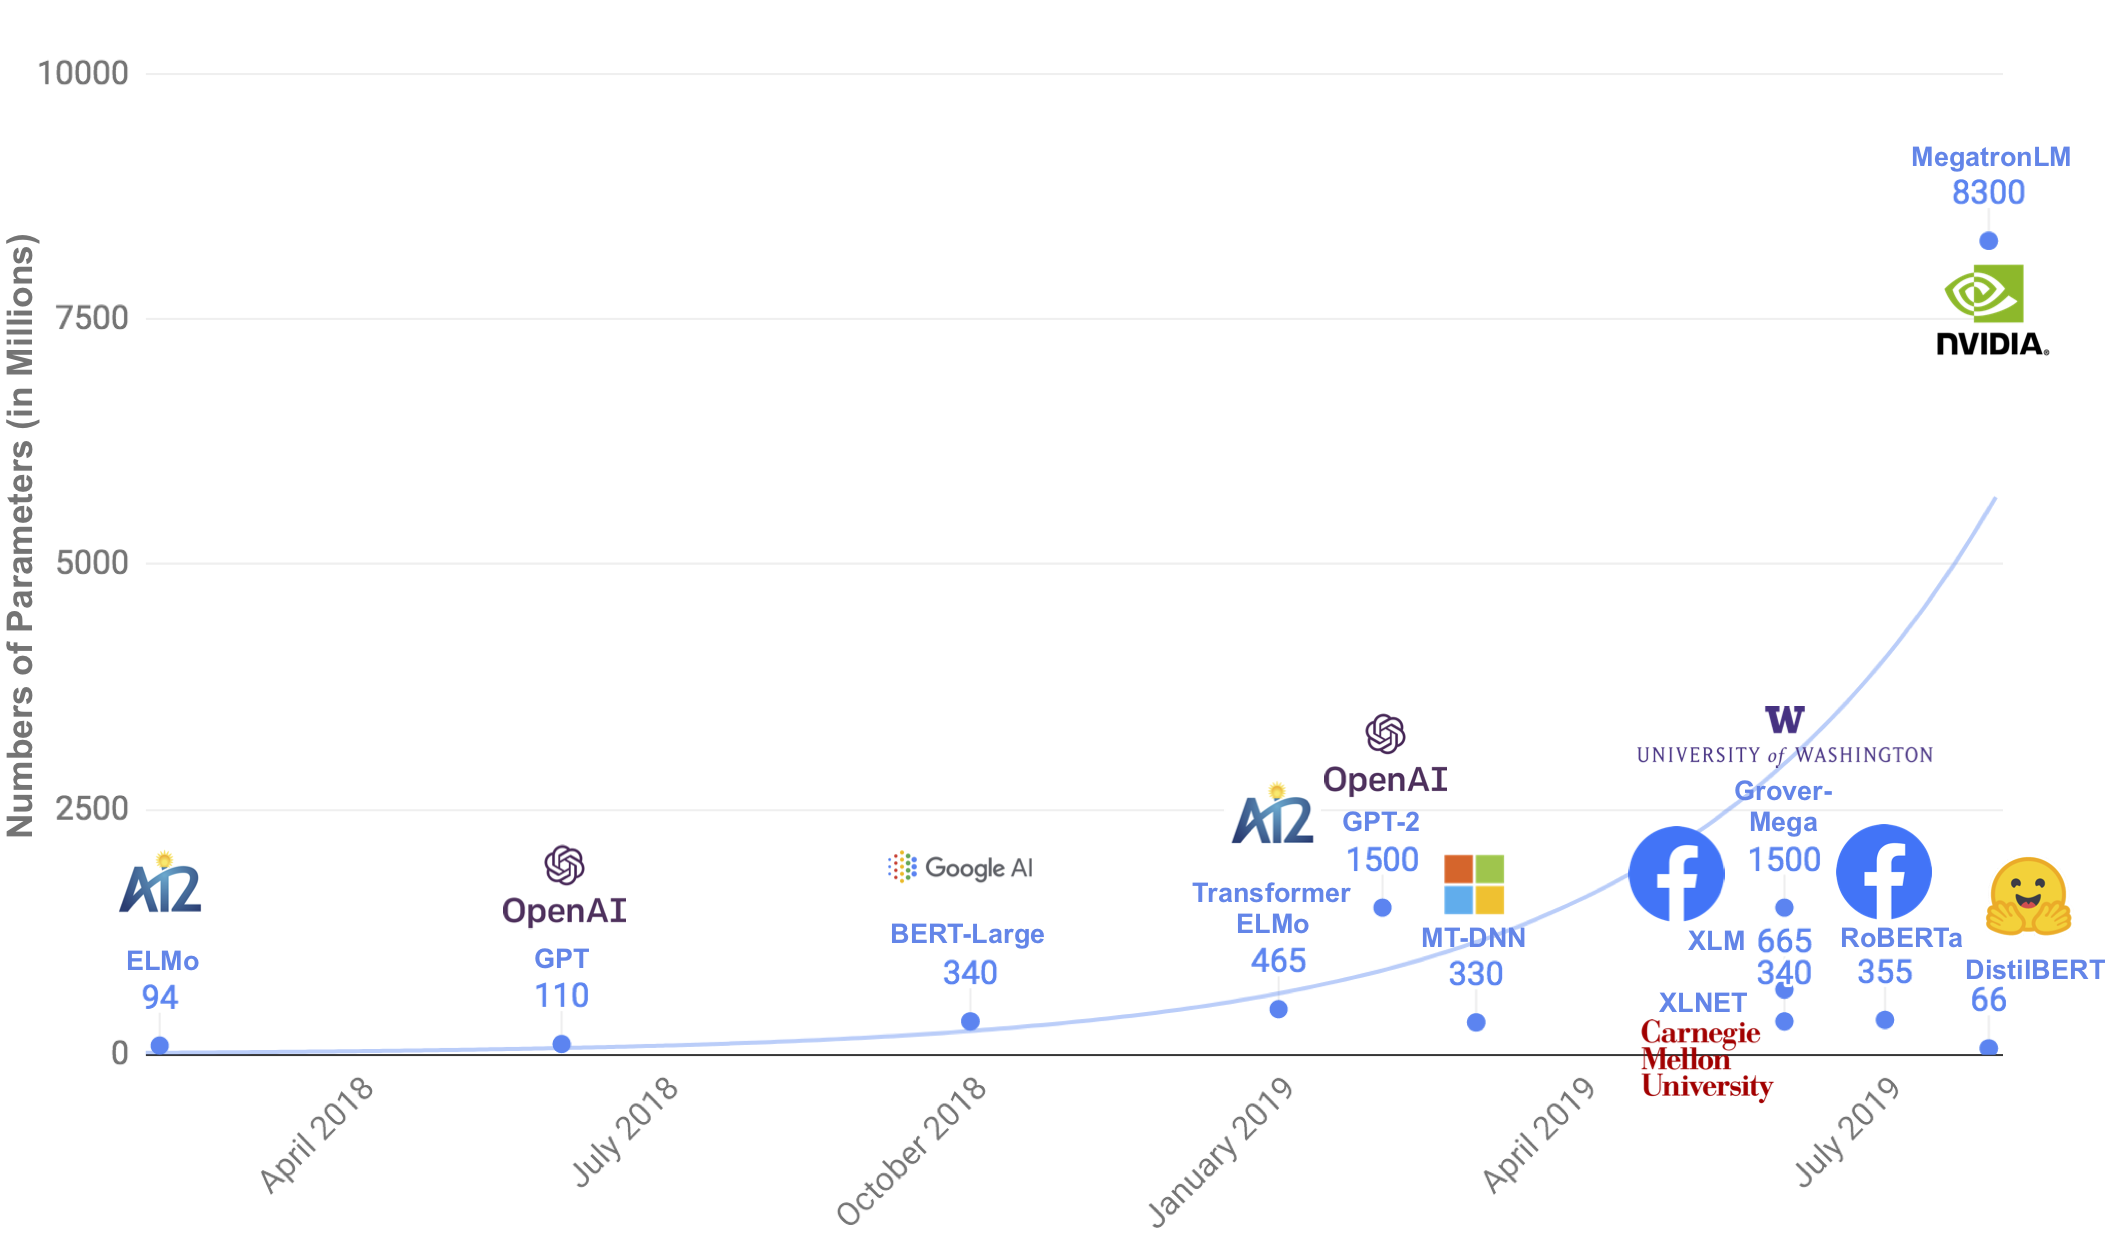 10000
7500
5000
2500
0
Numbers of Parameters (in Millions)
MegatronLM
8300
NVIDIA®
AI2
ELMo
94
OpenAI
GPT
110
Google AI
BERT-Large
340
AI2
Transformer
ELMo
465
OpenAI
GPT-2
1500
MT-DNN
330
W
UNIVERSITY of WASHINGTON
Grover-
Mega
1500
XLM 665
340
XLNET
Carnegie
Mellon
University
RoBERTa
355
DistilBERT
66
April 2018
July 2018
October 2018
January 2019
April 2019
July 2019